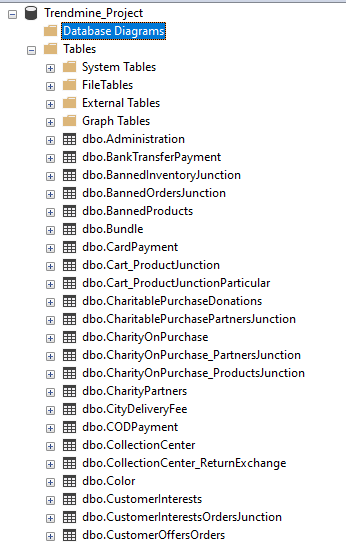 Trendmine_Project
Database Diagrams
Tables
System Tables
FileTables
External Tables
Graph Tables
dbo.Administration
dbo.BankTransferPayment
dbo.BannedInventoryJunction
dbo.BannedOrdersJunction
dbo.BannedProducts
dbo.Bundle
dbo.CardPayment
dbo.Cart_ProductJunction
dbo.Cart_ProductJunctionParticular
dbo.CharitablePurchaseDonations
dbo.CharitablePurchasePartnersJunction
dbo.CharityOnPurchase
dbo.CharityOnPurchase_PartnersJunction
dbo.CharityOnPurchase_ProductsJunction
dbo.CharityPartners
dbo.CityDeliveryFee
dbo.CODPayment
dbo.CollectionCenter
dbo.CollectionCenter_ReturnExchange
dbo.Color
dbo.CustomerInterests
dbo.CustomerInterestsOrdersJunction
dbo.CustomerOffersOrders